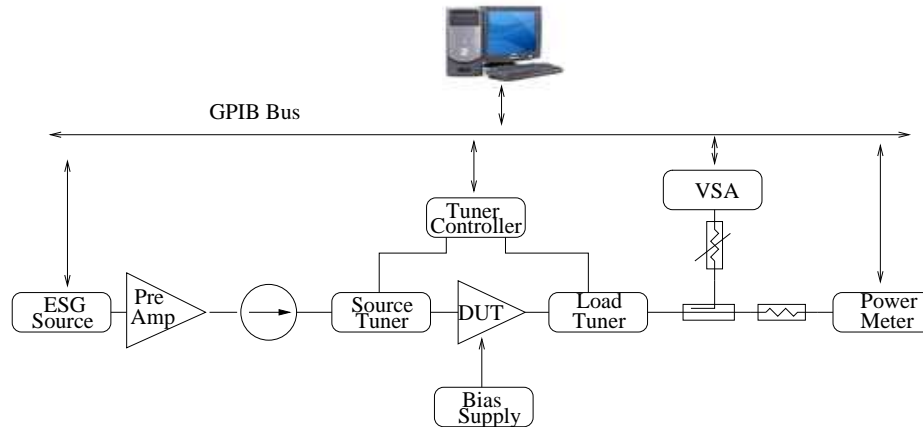 GPIB Bus
VSA
Tuner
Controller
ESG
Source
Pre
Amp
Source
Tuner
DUT
Load
Tuner
Power
Meter
Bias
Supply